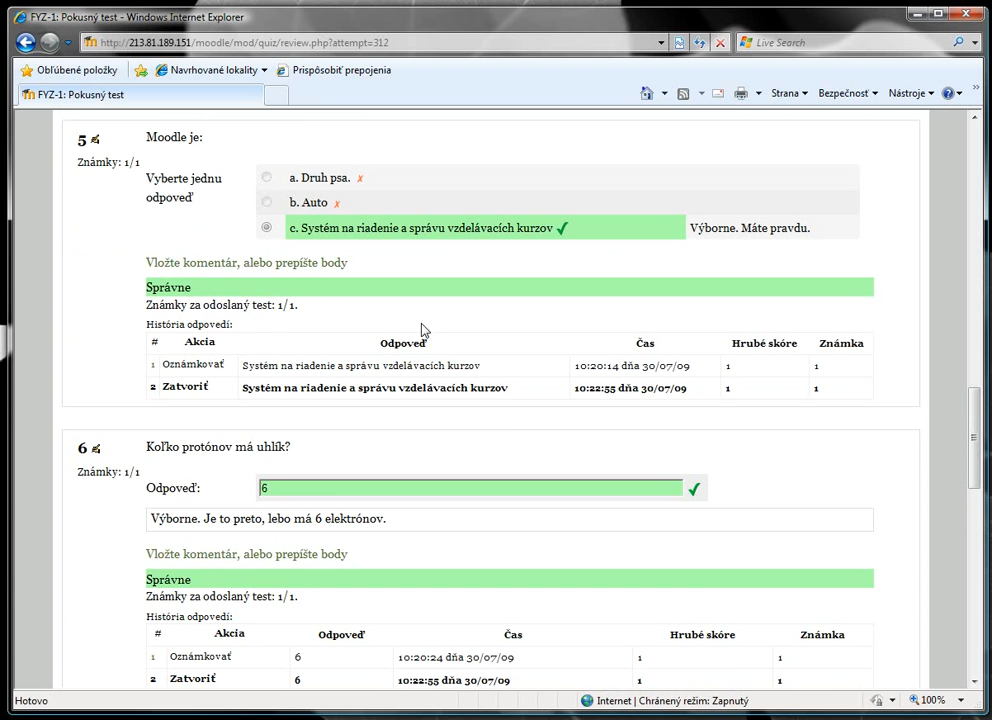 FYZ-1: Pokusný test - Windows Internet Explorer
http://213.81.189.151/moodle/mod/quiz/review.php?attempt=312
Live Search
Obľúbené položky
Navrhované lokality
Prispôsobiť prepojenia
FYZ-1: Pokusný test
Strana
Bezpečnosť
Nástroje
»
5
Moodle je:
Známky: 1/1
Vyberte jednu
odpoveď
a. Druh psa. ✗
b. Auto ✗
c. Systém na riadenie a správu vzdelávacích kurzov ✓
Výborne. Máte pravdu.
Vložte komentár, alebo prepíšte body
Správne
Známky za odoslaný test: 1/1.
História odpovedí:
# Akcia Odpoveď Čas Hrubé skóre Známka
1 Oznámkovať Systém na riadenie a správu vzdelávacích kurzov 10:20:14 dňa 30/07/09 1 1
2 Zatvoriť Systém na riadenie a správu vzdelávacích kurzov 10:22:55 dňa 30/07/09 1 1
6
Koľko protónov má uhlík?
Známky: 1/1
Odpoveď:
6
Výborne. Je to preto, lebo má 6 elektrónov.
Vložte komentár, alebo prepíšte body
Správne
Známky za odoslaný test: 1/1.
História odpovedí:
# Akcia Odpoveď Čas Hrubé skóre Známka
1 Oznámkovať 6 10:20:24 dňa 30/07/09 1 1
2 Zatvoriť 6 10:22:55 dňa 30/07/09 1 1
Hotovo
Internet | Chránený režim: Zapnutý
100%